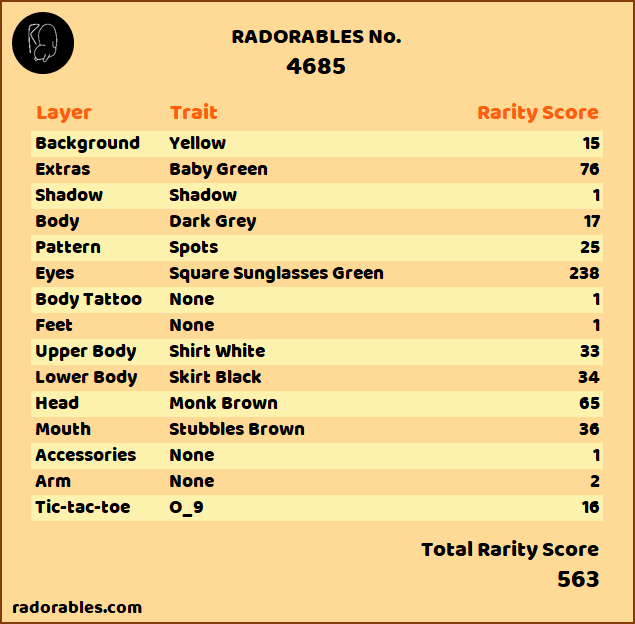 RADORABLES No.
4685
Layer Trait Rarity Score
Background Yellow 15
Extras Baby Green 76
Shadow Shadow 1
Body Dark Grey 17
Pattern Spots 25
Eyes Square Sunglasses Green 238
Body Tattoo None 1
Feet None 1
Upper Body Shirt White 33
Lower Body Skirt Black 34
Head Monk Brown 65
Mouth Stubbles Brown 36
Accessories None 1
Arm None 2
Tic-tac-toe O_9 16
Total Rarity Score
563
radorables.com